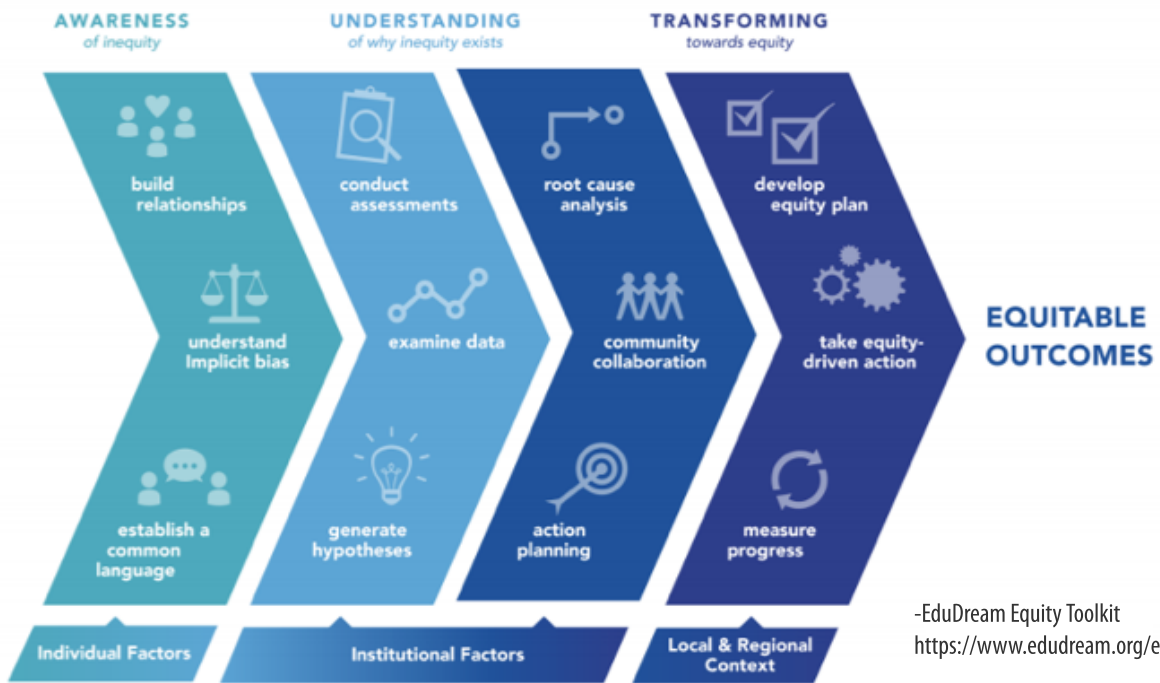 AWARENESS
of inequity
UNDERSTANDING
of why inequity exists
TRANSFORMING
towards equity
build
relationships
understand
Implicit bias
establish a
common
language
conduct
assessments
examine data
generate
hypotheses
root cause
analysis
community
collaboration
action
planning
develop
equity plan
take equity-
driven action
measure
progress
EQUITABLE
OUTCOMES
Individual Factors
Institutional Factors
Local & Regional
Context
-EduDream Equity Toolkit
https://www.edudream.org/e